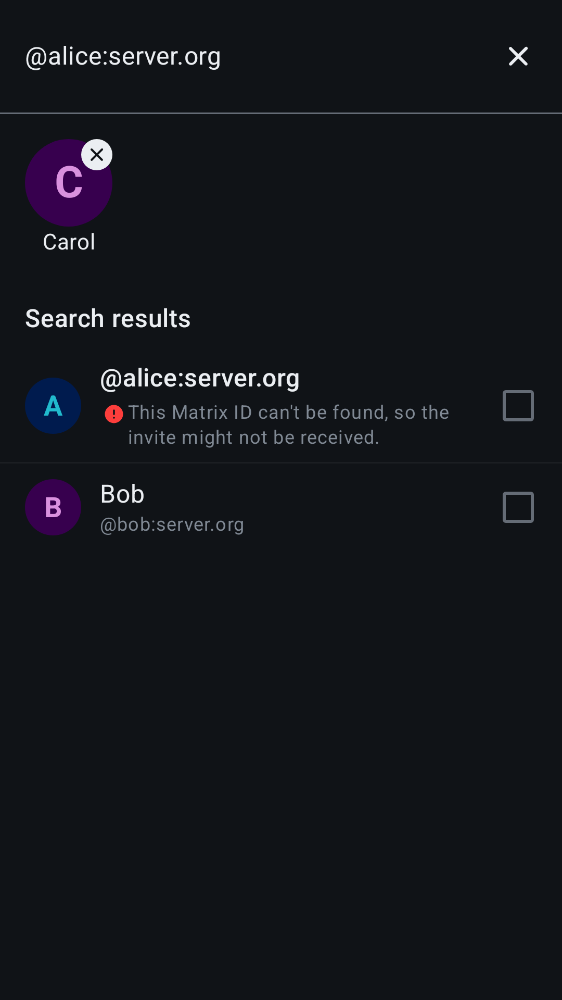 @alice:server.org
C
Carol
Search results
A
@alice:server.org
This Matrix ID can't be found, so the
invite might not be received.
B
Bob
@bob:server.org